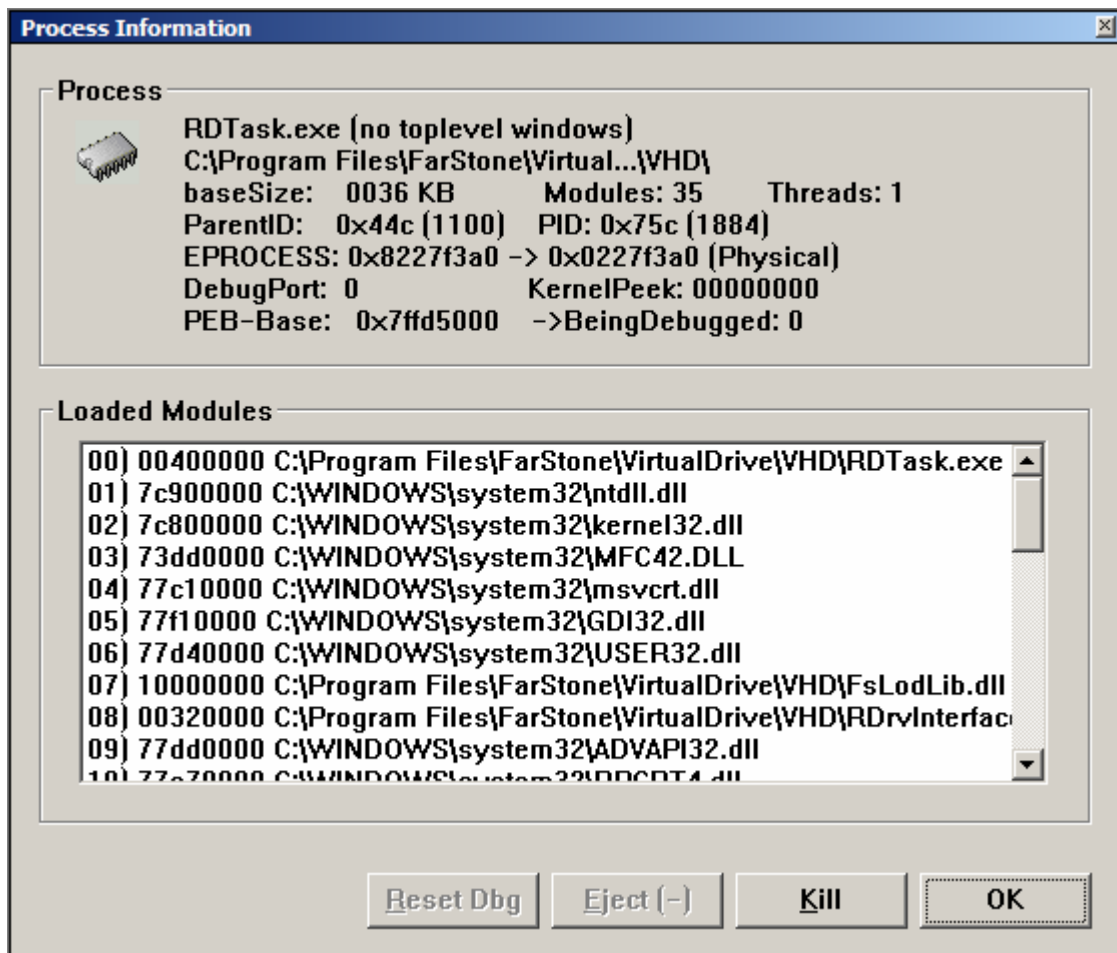 Process Information
Process
RDTask.exe (no toplevel windows)
C:\Program Files\FarStone\Virtual...\VHD\
baseSize: 0036 KB Modules: 35 Threads: 1
ParentID: 0x44c (1100) PID: 0x75c (1884)
EPROCESS: 0x8227f3a0 -> 0x0227f3a0 (Physical)
DebugPort: 0 KernelPeek: 00000000
PEB-Base: 0x7ffd5000 ->BeingDebugged: 0
Loaded Modules
00) 00400000 C:\Program Files\FarStone\VirtualDrive\VHD\RDTask.exe
01) 7c900000 C:\WINDOWS\system32\ntdll.dll
02) 7c800000 C:\WINDOWS\system32\kernel32.dll
03) 73dd0000 C:\WINDOWS\system32\MFC42.DLL
04) 77c10000 C:\WINDOWS\system32\msvcrt.dll
05) 77f10000 C:\WINDOWS\system32\GDI32.dll
06) 77d40000 C:\WINDOWS\system32\USER32.dll
07) 10000000 C:\Program Files\FarStone\VirtualDrive\VHD\FsLodLib.dll
08) 00320000 C:\Program Files\FarStone\VirtualDrive\VHD\RDrvInterfac
09) 77dd0000 C:\WINDOWS\system32\ADVAPI32.dll
10) 77e70000 C:\WINDOWS\system32\RPCRT4.dll
Reset Dbg Eject (-) Kill OK